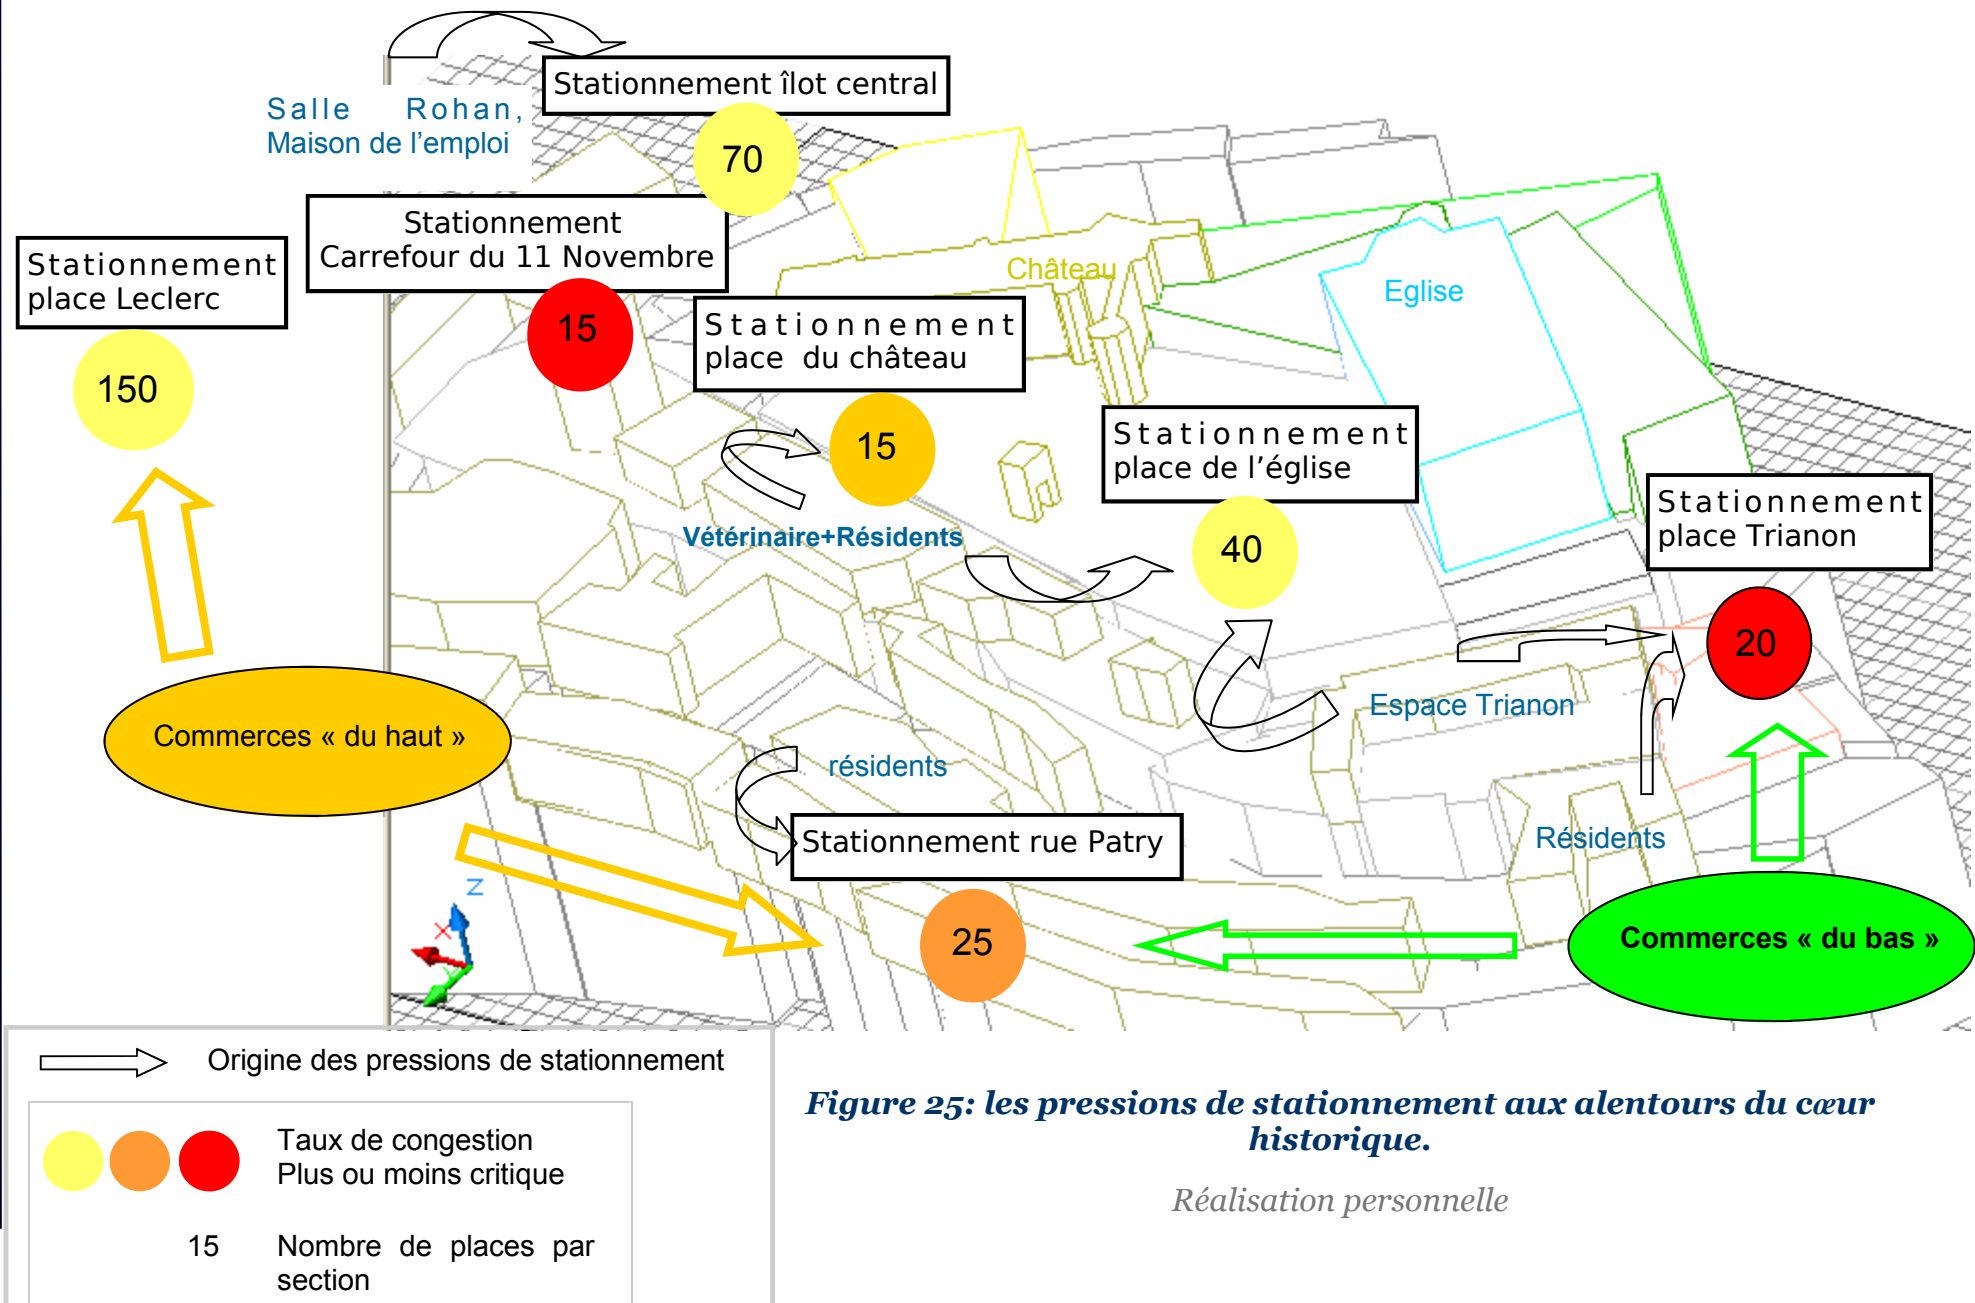 Stationnement îlot central
Salle Rohan,
Maison de l’emploi
70
Stationnement
Carrefour du 11 Novembre
15
Stationnement
place Leclerc
150
Château
Eglise
Stationnement
place du château
15
Stationnement
place de l’église
40
Stationnement
place Trianon
20
Vétérinaire+Résidents
Espace Trianon
Commerces « du haut »
résidents
Stationnement rue Patry
25
Résidents
Commerces « du bas »
Z
X
Y
Origine des pressions de stationnement
Taux de congestion
Plus ou moins critique
15
Nombre de places par
section
Figure 25: les pressions de stationnement aux alentours du cœur
historique.
Réalisation personnelle